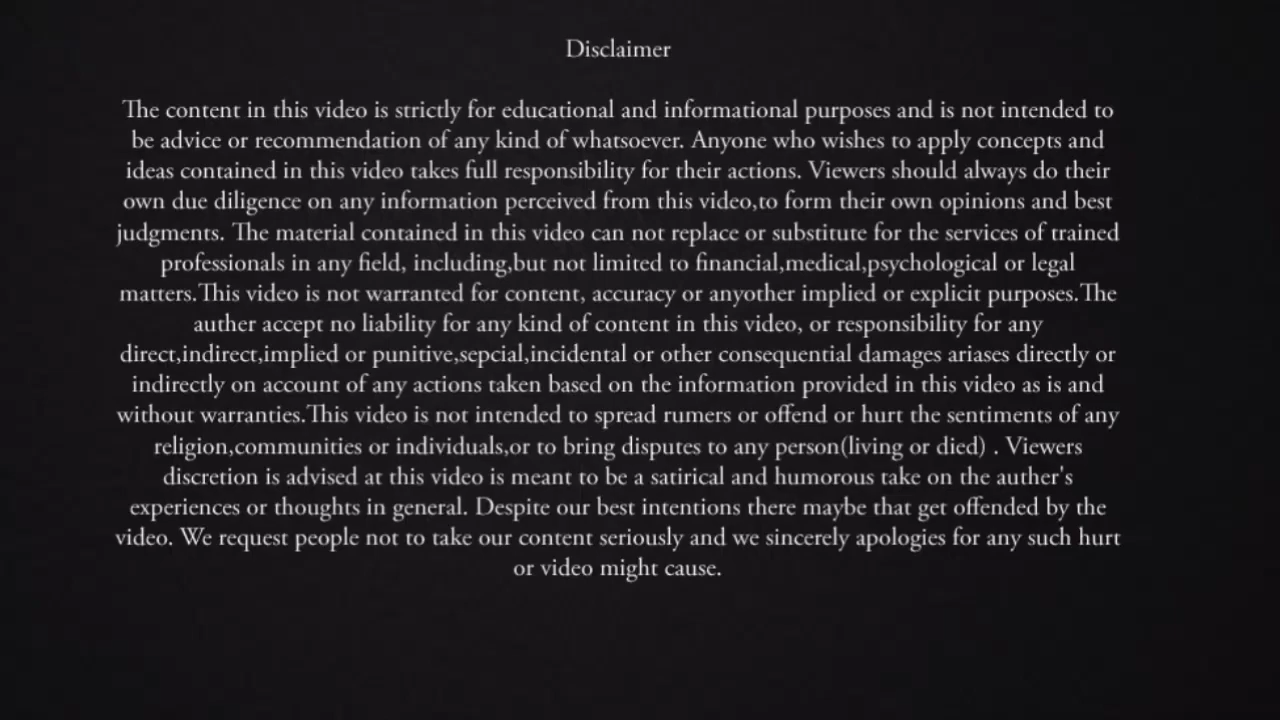 Disclaimer
The content in this video is strictly for educational and informational purposes and is not intended to
be advice or recommendation of any kind of whatsoever. Anyone who wishes to apply concepts and
ideas contained in this video takes full responsibility for their actions. Viewers should always do their
own due diligence on any information perceived from this video,to form their own opinions and best
judgments. The material contained in this video can not replace or substitute for the services of trained
professionals in any field, including,but not limited to financial,medical,psychological or legal
matters.This video is not warranted for content, accuracy or anyother implied or explicit purposes.The
auther accept no liability for any kind of content in this video, or responsibility for any
direct,indirect,implied or punitive,sepcial,incidental or other consequential damages ariases directly or
indirectly on account of any actions taken based on the information provided in this video as is and
without warranties.This video is not intended to spread rumers or offend or hurt the sentiments of any
religion,communities or individuals,or to bring disputes to any person(living or died) . Viewers
discretion is advised at this video is meant to be a satirical and humorous take on the auther's
experiences or thoughts in general. Despite our best intentions there maybe that get offended by the
video. We request people not to take our content seriously and we sincerely apologies for any such hurt
or video might cause.